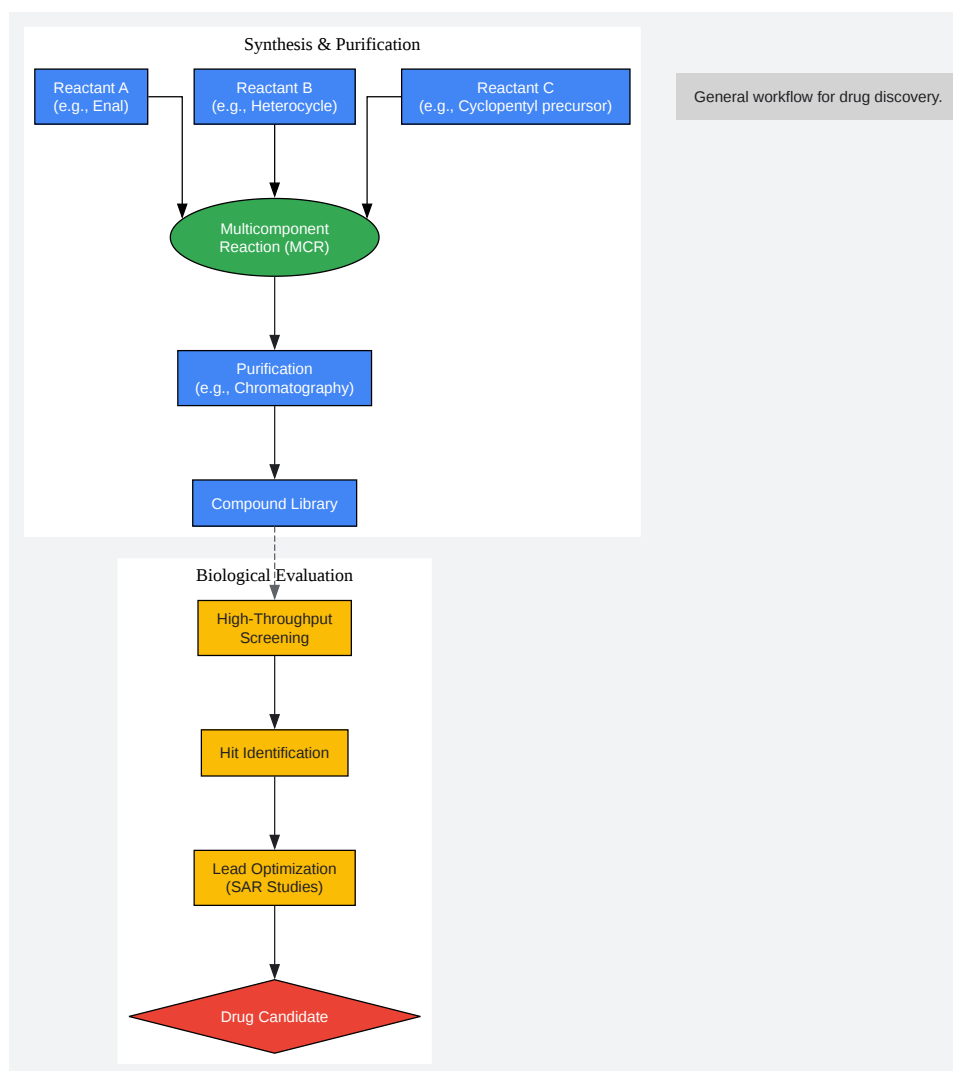 Synthesis & Purification
Reactant A
(e.g., Enal)
Reactant B
(e.g., Heterocycle)
Reactant C
(e.g., Cyclopentyl precursor)
General workflow for drug discovery.
Multicomponent
Reaction (MCR)
Purification
(e.g., Chromatography)
Compound Library
Biological Evaluation
High-Throughput
Screening
Hit Identification
Lead Optimization
(SAR Studies)
Drug Candidate